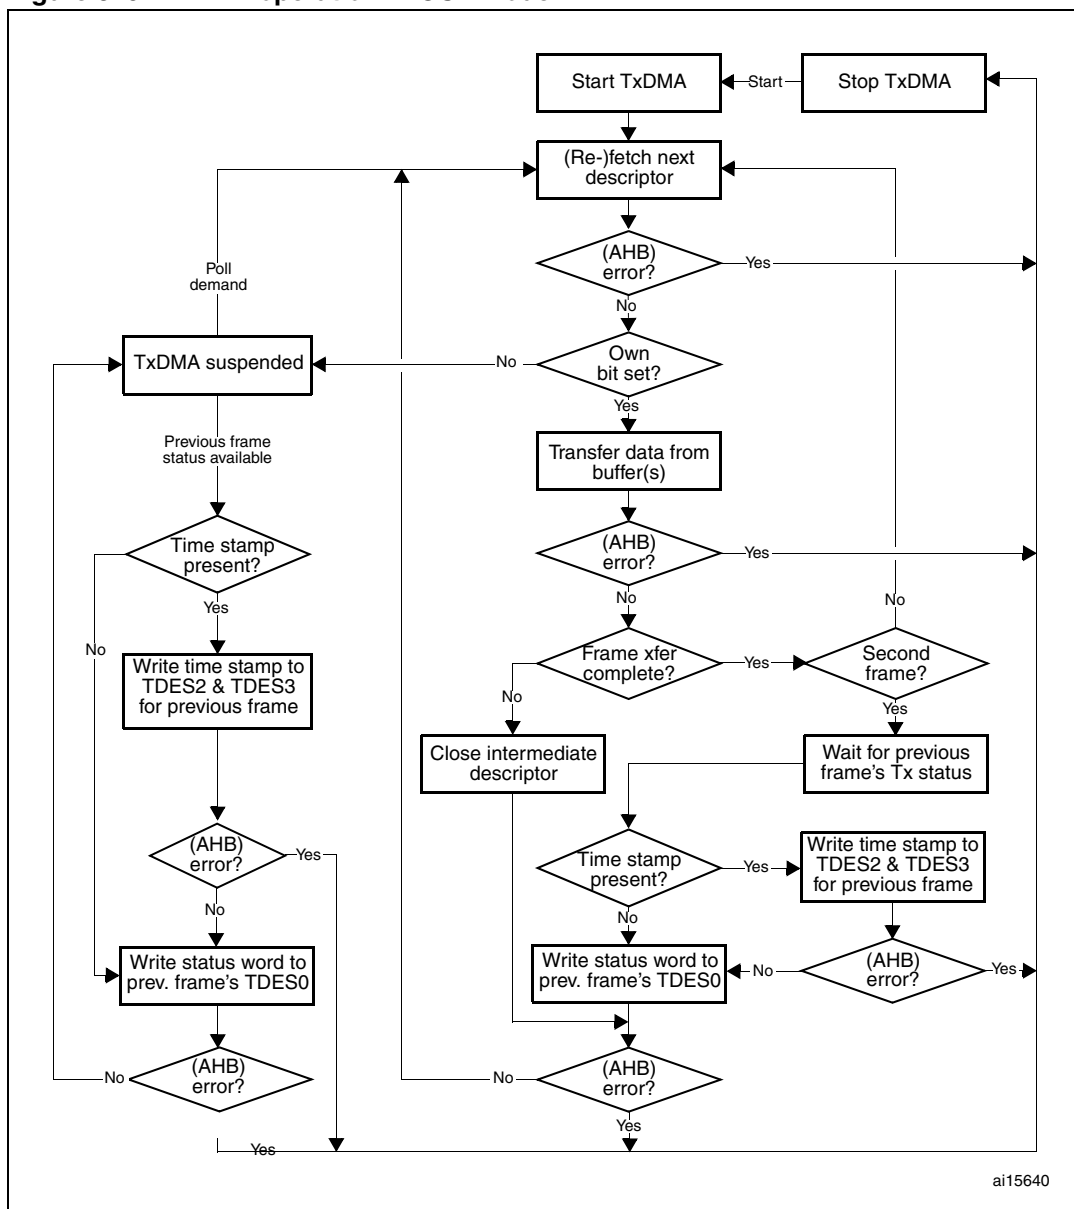 Start TxDMA
Start
Stop TxDMA
(Re-)fetch next
descriptor
(AHB)
error?
Yes
No
Poll
demand
TxDMA suspended
No
Own
bit set?
Yes
Previous frame
status available
Transfer data from
buffer(s)
Time stamp
present?
(AHB)
error?
Yes
Yes
No
No
No
Write time stamp to
TDES2 & TDES3
for previous frame
Frame xfer
complete?
Yes
Second
frame?
No
Yes
Close intermediate
descriptor
Wait for previous
frame's Tx status
(AHB)
error?
Yes
Time stamp
present?
Yes
Write time stamp to
TDES2 & TDES3
for previous frame
No
No
Write status word to
prev. frame's TDES0
Write status word to
prev. frame's TDES0
No
(AHB)
error?
Yes
No
(AHB)
error?
No
(AHB)
error?
Yes
Yes
ai15640